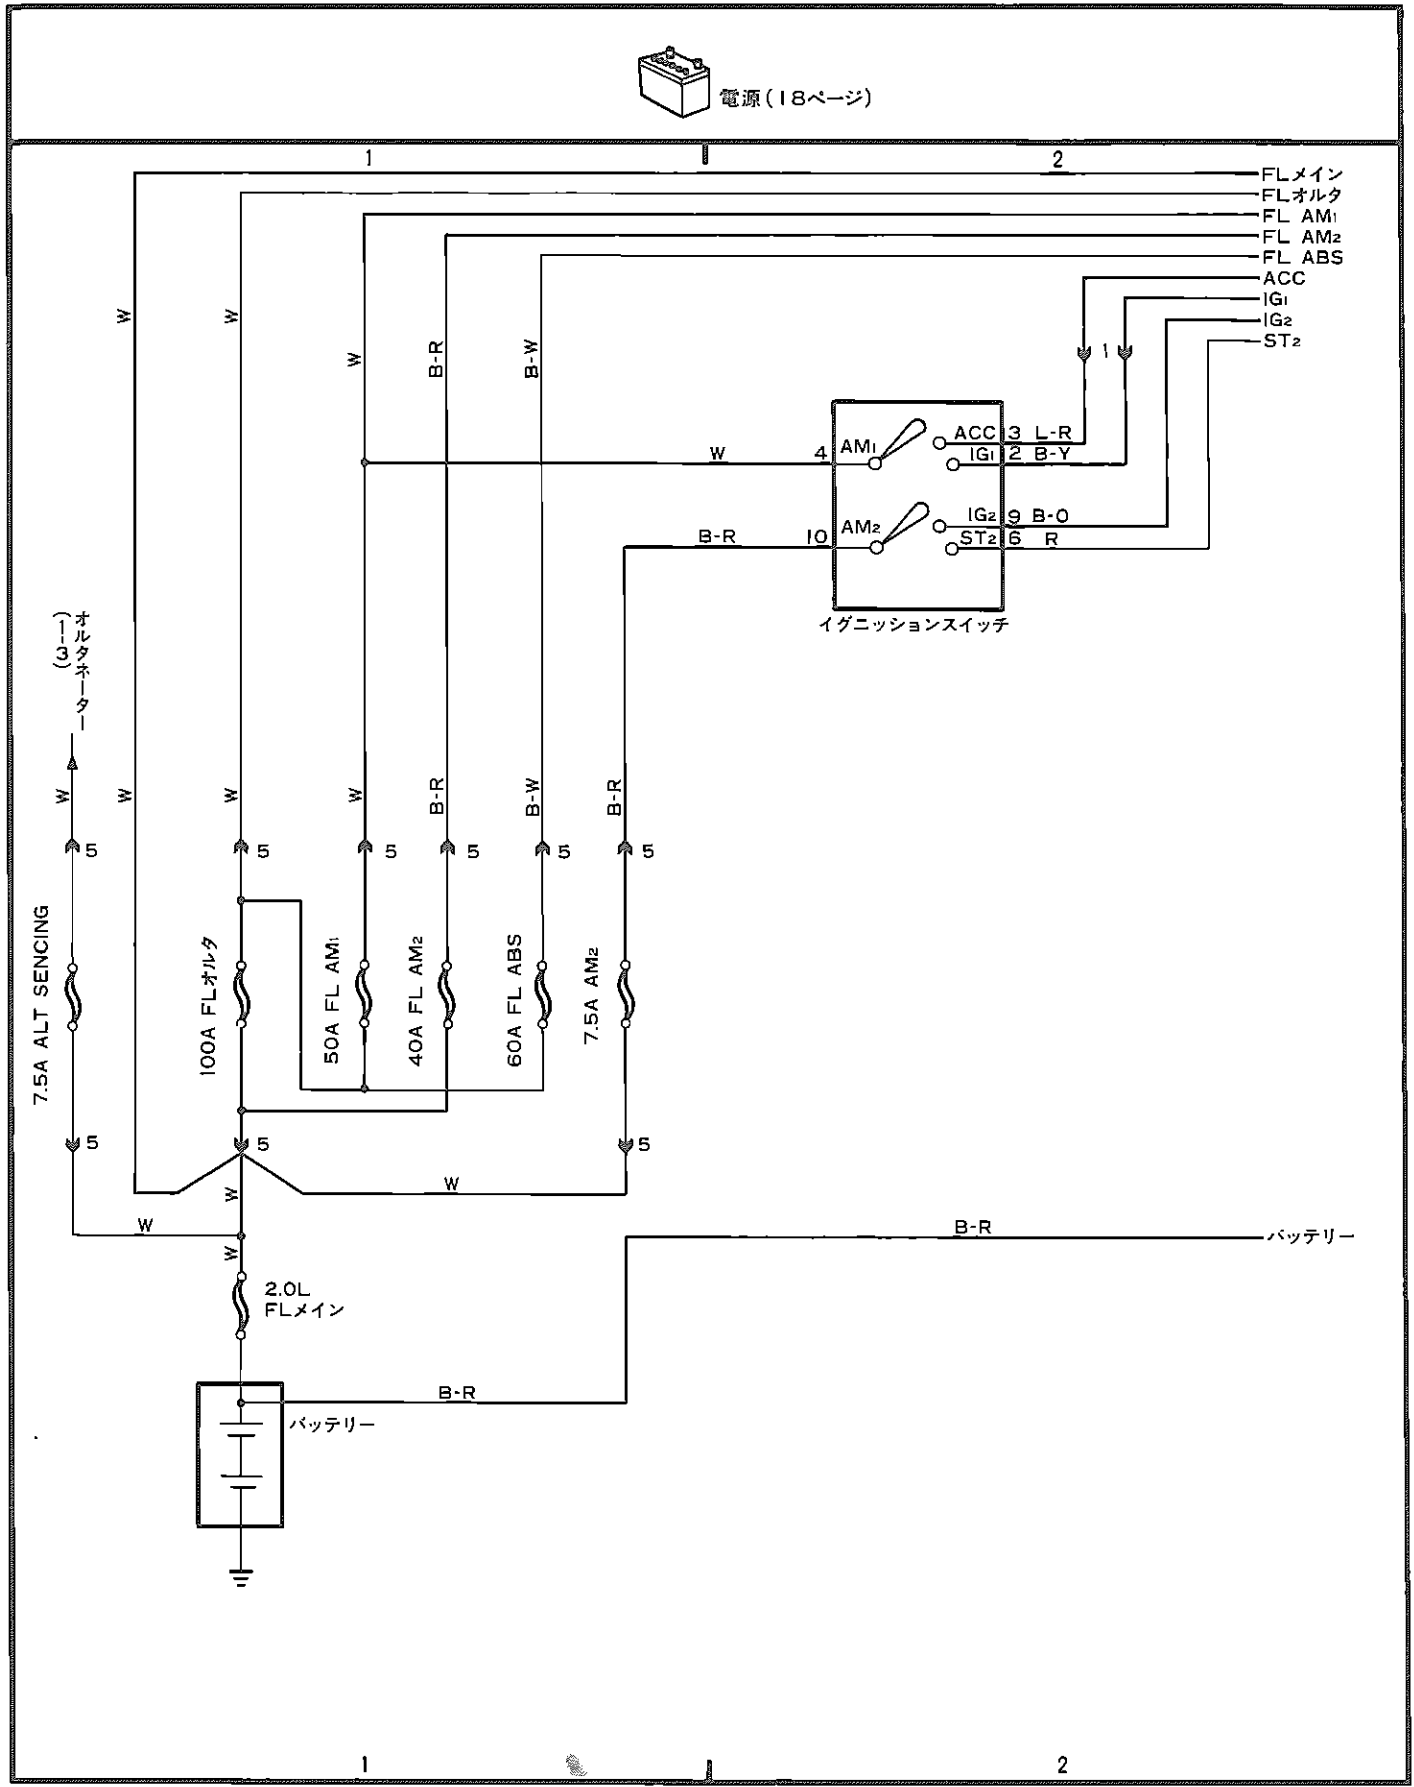 電源(18ページ)
1
2
FLメイン
FLオルタ
FL AM1
FL AM2
FL ABS
ACC
IG1
IG2
ST2
W
W
W
B-R
B-W
1
4
AM1
ACC
3
L-R
W
IG1
2
B-Y
10
AM2
IG2
9
B-O
B-R
ST2
6
R
イグニッションスイッチ
オルタネーター
(1-3)
W
W
W
W
B-R
B-W
B-R
5
5
5
5
5
5
7.5A ALT SENCING
100A FLオルタ
50A FL AM1
40A FL AM2
60A FL ABS
7.5A AM2
5
5
5
W
W
W
W
B-R
バッテリー
2.0L
FLメイン
B-R
バッテリー
1
2